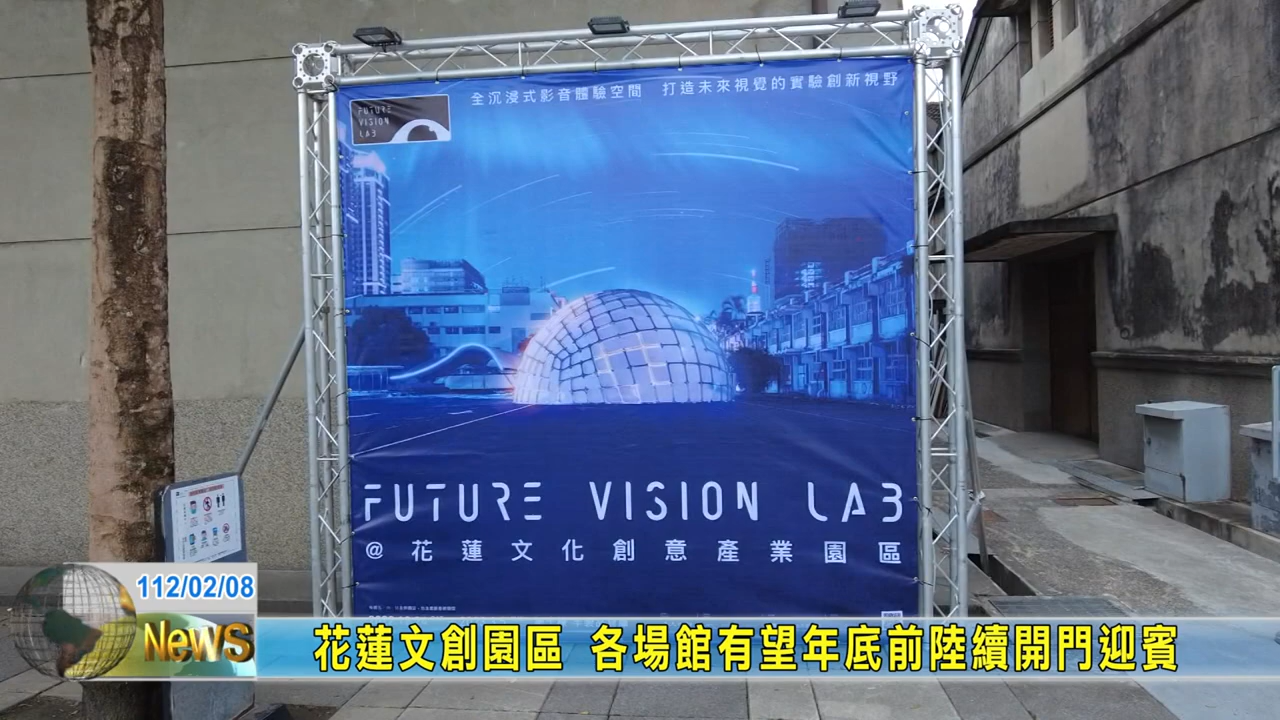 全沉浸式影音體驗空間 打造未來視覺的實驗創新視野
FUTURE
VISION
LAB
FUTURE VISION LAB
@花蓮文化創意產業園區
112/02/08
News
花蓮文創園區 各場館有望年底前陸續開門迎賓